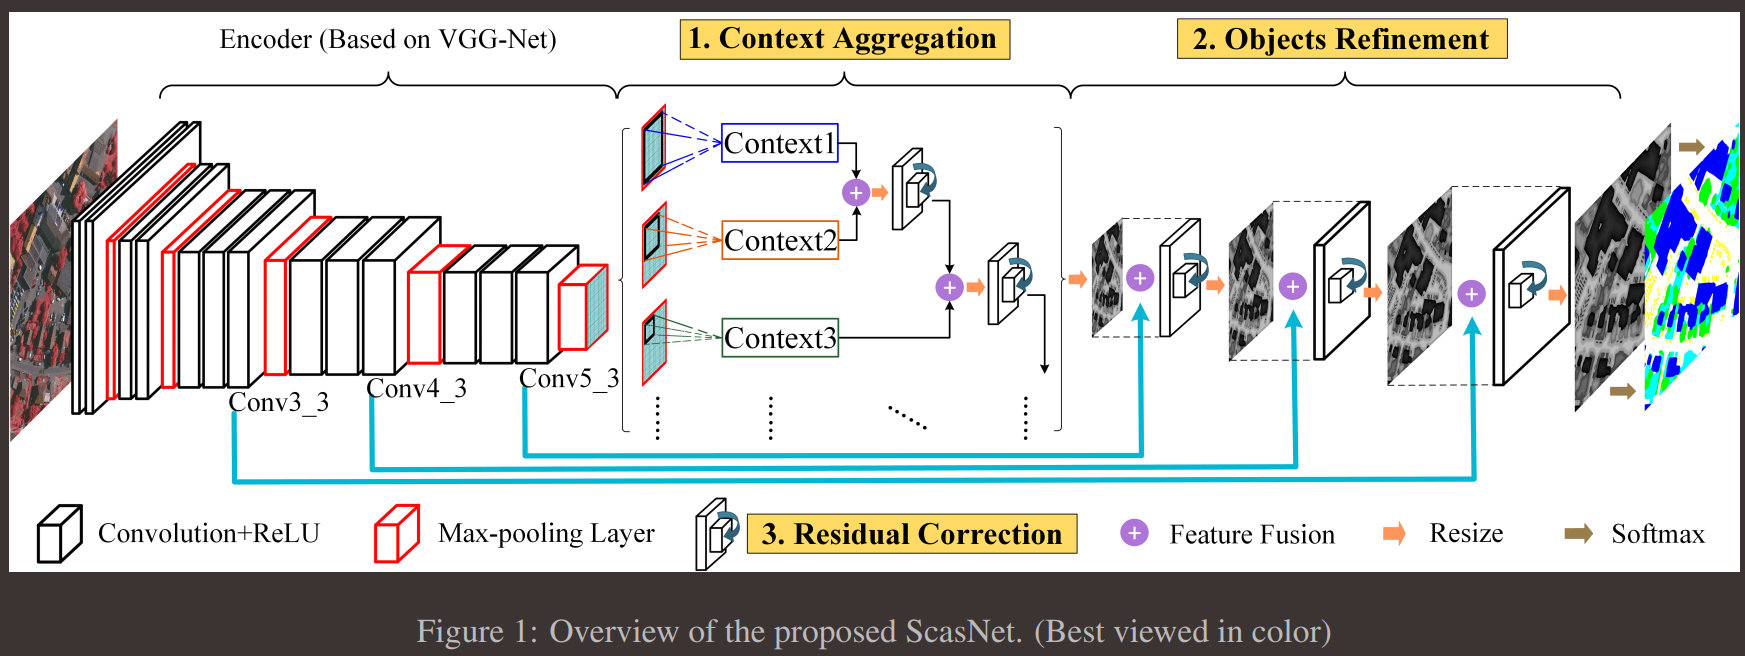 Encoder (Based on VGG-Net)
1. Context Aggregation
2. Objects Refinement
Context1
Context2
Context3
Conv3_3
Conv4_3
Conv5_3
Convolution+ReLU
Max-pooling Layer
3. Residual Correction
Feature Fusion
Resize
Softmax
Figure 1: Overview of the proposed ScasNet. (Best viewed in color)